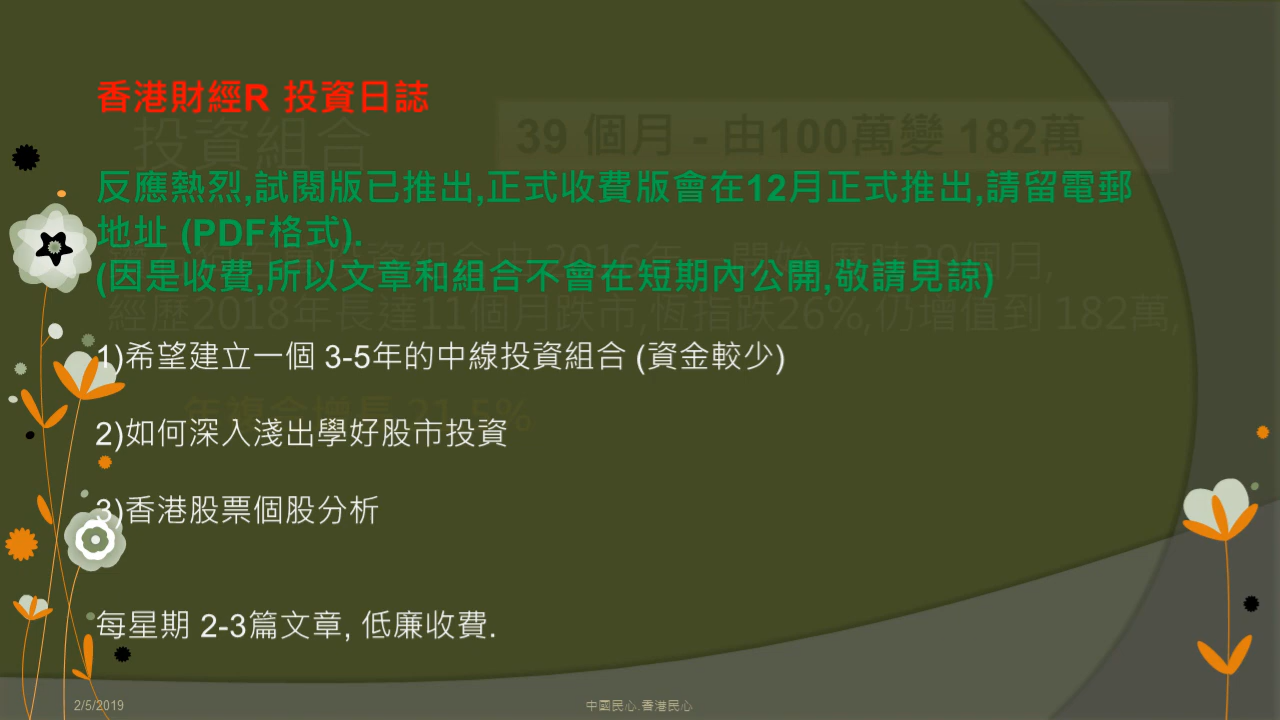 香港財經R 投資日誌
投資組合
39 個月 - 由100萬變 182萬
反應熱烈,試閱版已推出,正式收費版會在12月正式推出,請留電郵
地址 (PDF格式).
(因是收費,所以文章和組合不會在短期內公開,敬請見諒)
經歷2018年長達11個月跌市,恆指跌26%,仍增值到 182萬,
1)希望建立一個 3-5年的中線投資組合 (資金較少)
年複合增長 21.5%
2)如何深入淺出學好股市投資
3)香港股票個股分析
每星期 2-3篇文章, 低廉收費.
2/5/2019
中國民心.香港民心